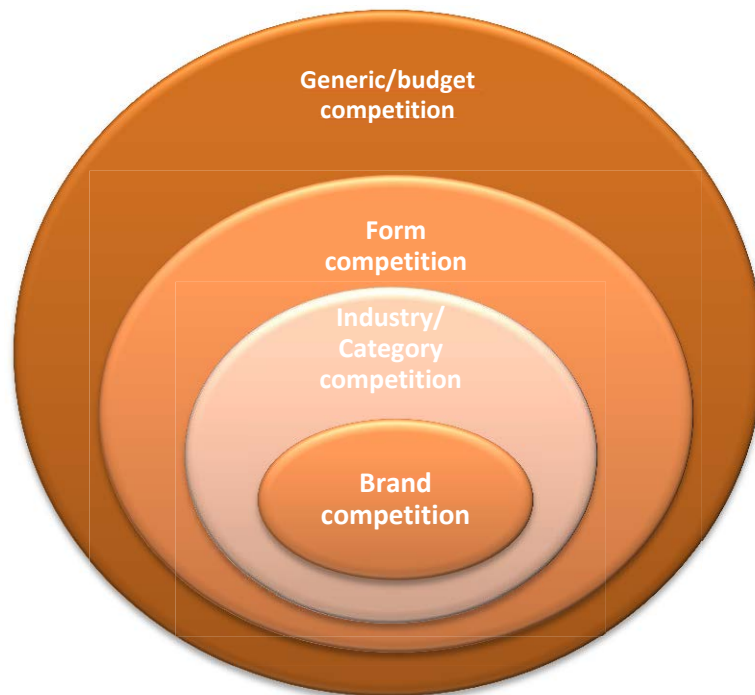 Generic/budget
competition
Form
competition
Industry/
Category
competition
Brand
competition